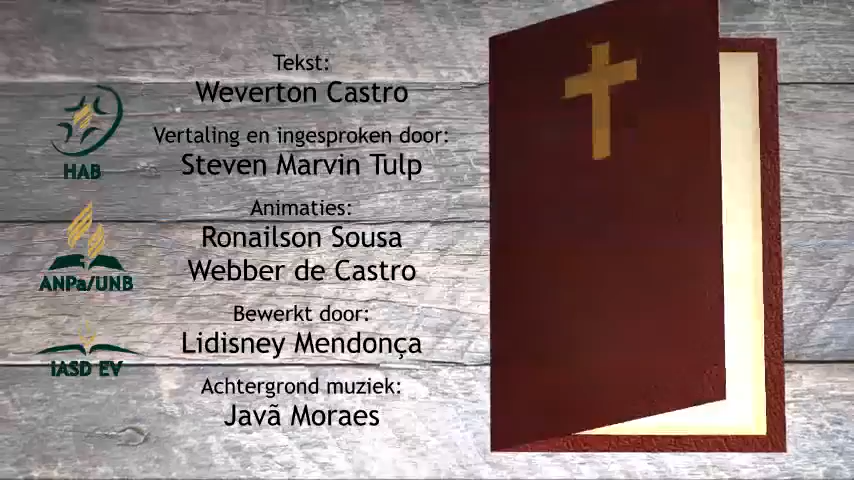 Tekst:
Weverton Castro
Vertaling en ingesproken door:
Steven Marvin Tulp
Animaties:
Ronailson Sousa
Webber de Castro
Bewerkt door:
Lidisney Mendonça
Achtergrond muziek:
Javã Moraes
HAB
ANPa/UNB
IASD EV